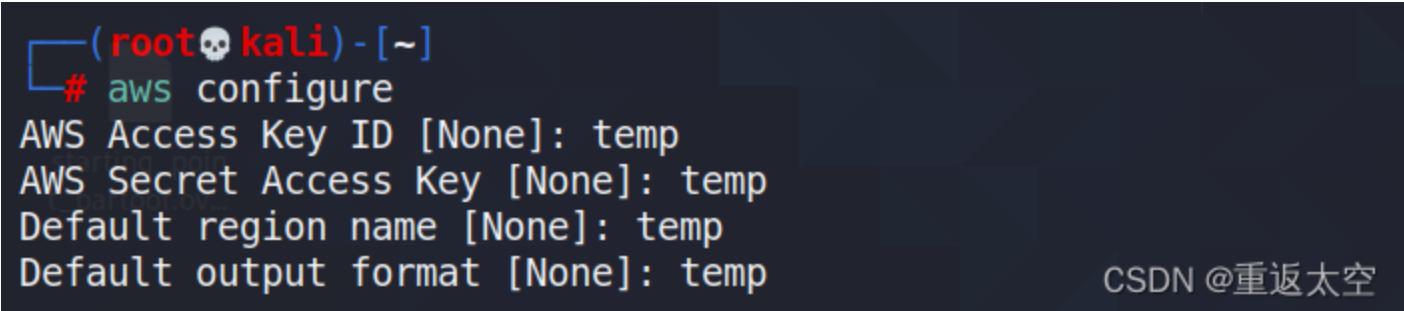 ┌──(root💀kali)-[~]
└─# aws configure
AWS Access Key ID [None]: temp
AWS Secret Access Key [None]: temp
Default region name [None]: temp
Default output format [None]: temp
CSDN @重返太空